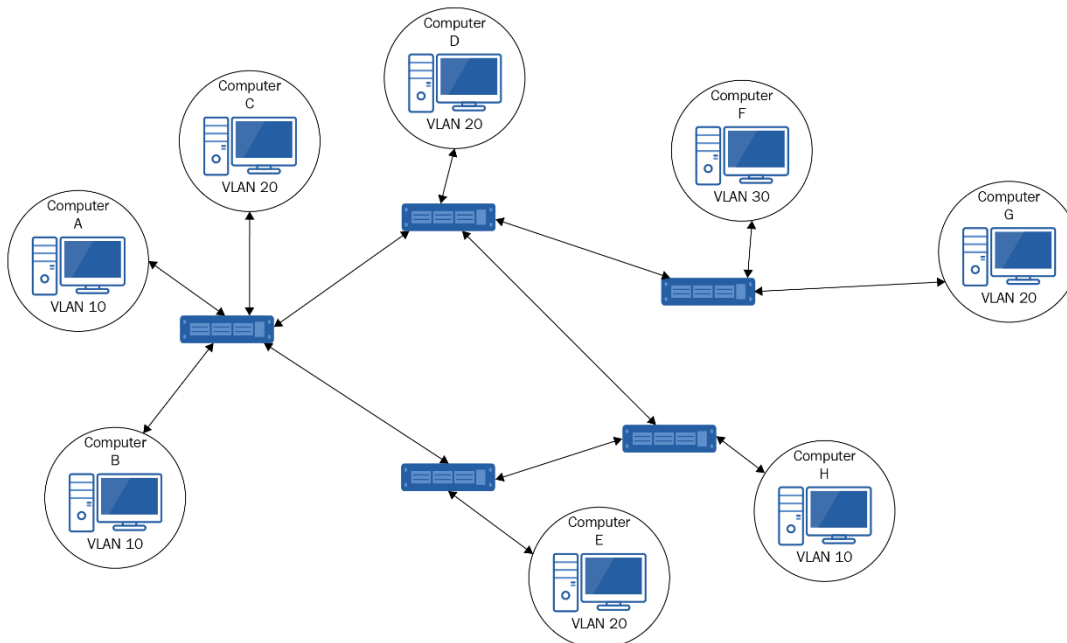 Computer
D
VLAN 20
Computer
C
VLAN 20
Computer
F
VLAN 30
Computer
A
VLAN 10
Computer
G
VLAN 20
Computer
B
VLAN 10
Computer
H
VLAN 10
Computer
E
VLAN 20